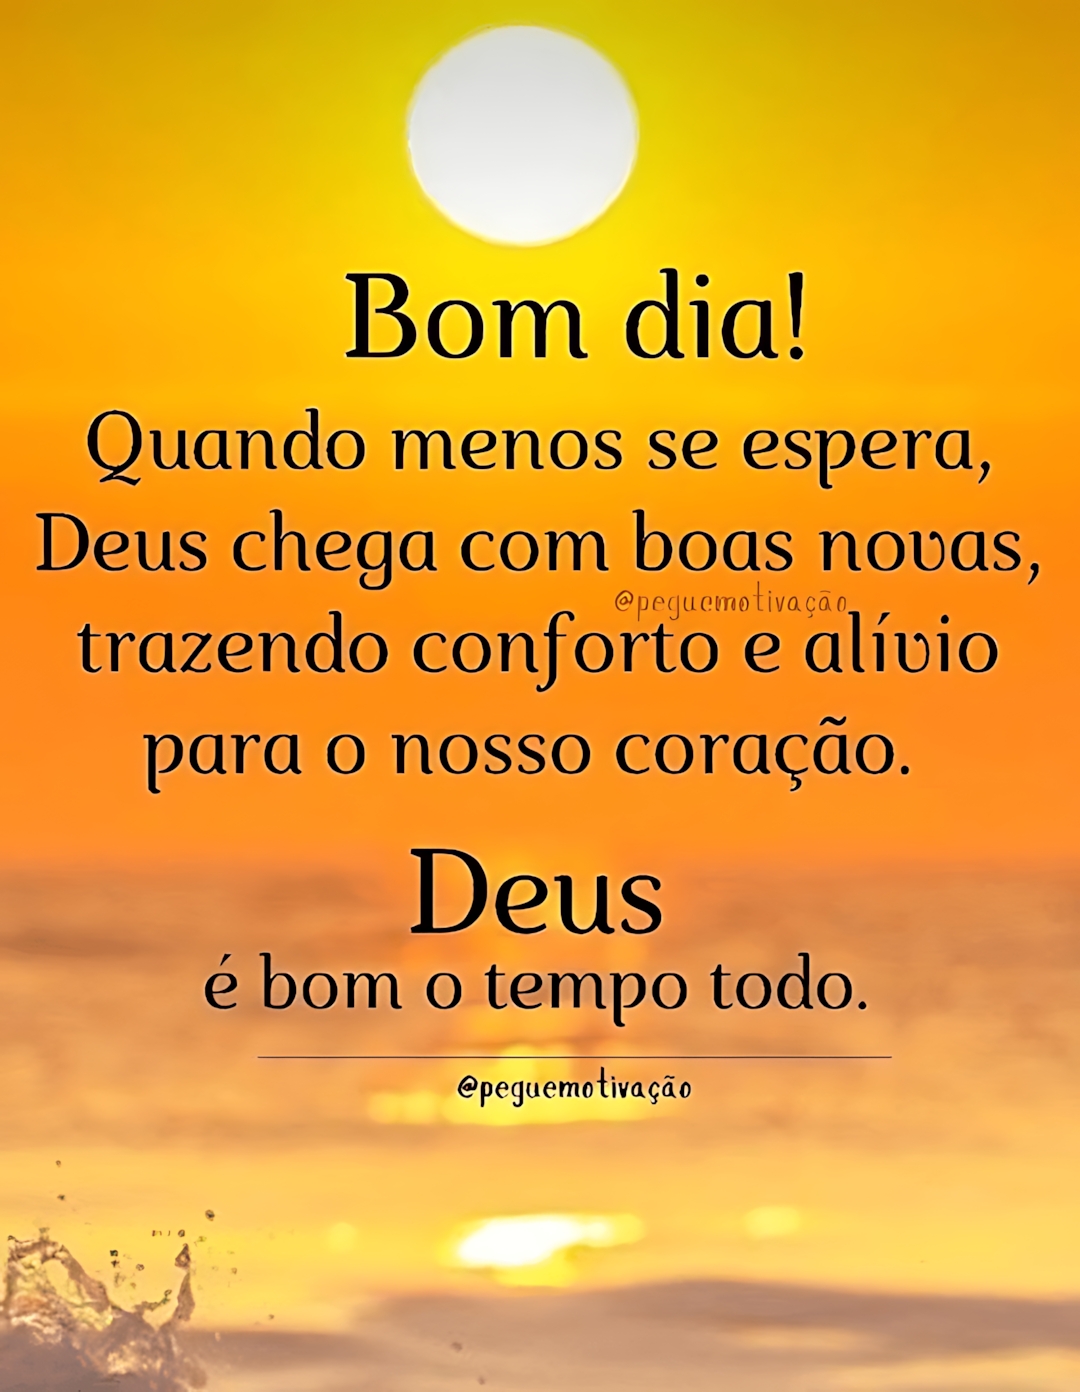 Bom dia!
Quando menos se espera,
Deus chega com boas novas,
@peguemotivação
trazendo conforto e alívio
para o nosso coração.
Deus
é bom o tempo todo.
@peguemotivação